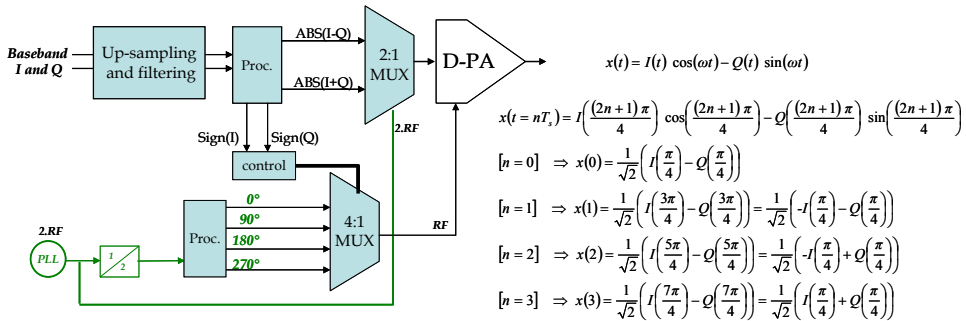 Baseband
I and Q
Up-sampling
and filtering
Proc.
ABS(I-Q)
ABS(I+Q)
2:1
MUX
D-PA
2.RF
Sign(I)
Sign(Q)
control
0°
90°
180°
270°
4:1
MUX
RF
2.RF
PLL
1/2
Proc.
x(t) = I(t) cos(ωt) − Q(t) sin(ωt)
x(t = nTₛ) = I((2n + 1) π / 4) cos((2n + 1) π / 4) − Q((2n + 1) π / 4) sin((2n + 1) π / 4)
[n = 0] ⇒ x(0) = 1/√2 (I(π/4) − Q(π/4))
[n = 1] ⇒ x(1) = 1/√2 (I(3π/4) − Q(3π/4)) = 1/√2 (-I(π/4) − Q(π/4))
[n = 2] ⇒ x(2) = 1/√2 (I(5π/4) − Q(5π/4)) = 1/√2 (-I(π/4) + Q(π/4))
[n = 3] ⇒ x(3) = 1/√2 (I(7π/4) − Q(7π/4)) = 1/√2 (I(π/4) + Q(π/4))